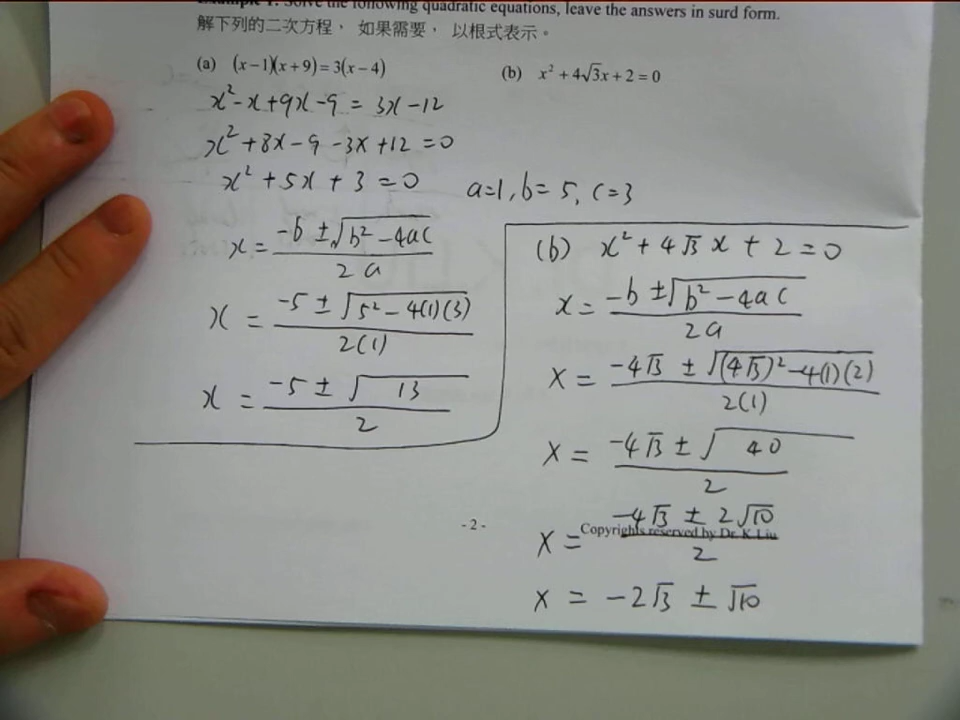 Example 1: Solve the following quadratic equations, leave the answers in surd form.
解下列的二次方程， 如果需要， 以根式表示。
(a) (x−1)(x+9)=3(x−4)
x²-x+9x-9 = 3x-12
x²+8x-9-3x+12=0
x²+5x+3=0 a=1, b=5, c=3
x = (-b ± √(b²-4ac)) / 2a
x = (-5 ± √(5²-4(1)(3))) / 2(1)
x = (-5 ± √13) / 2
(b) x²+4√3x+2=0
(b) x²+4√3 x+2=0
x = (-b ± √(b²-4ac)) / 2a
x = (-4√3 ± √((4√3)²-4(1)(2))) / 2(1)
x = (-4√3 ± √40) / 2
x = (-4√3 ± 2√10) / 2
x = -2√3 ± √10
- 2 -
Copyrights reserved by Dr. K Liu